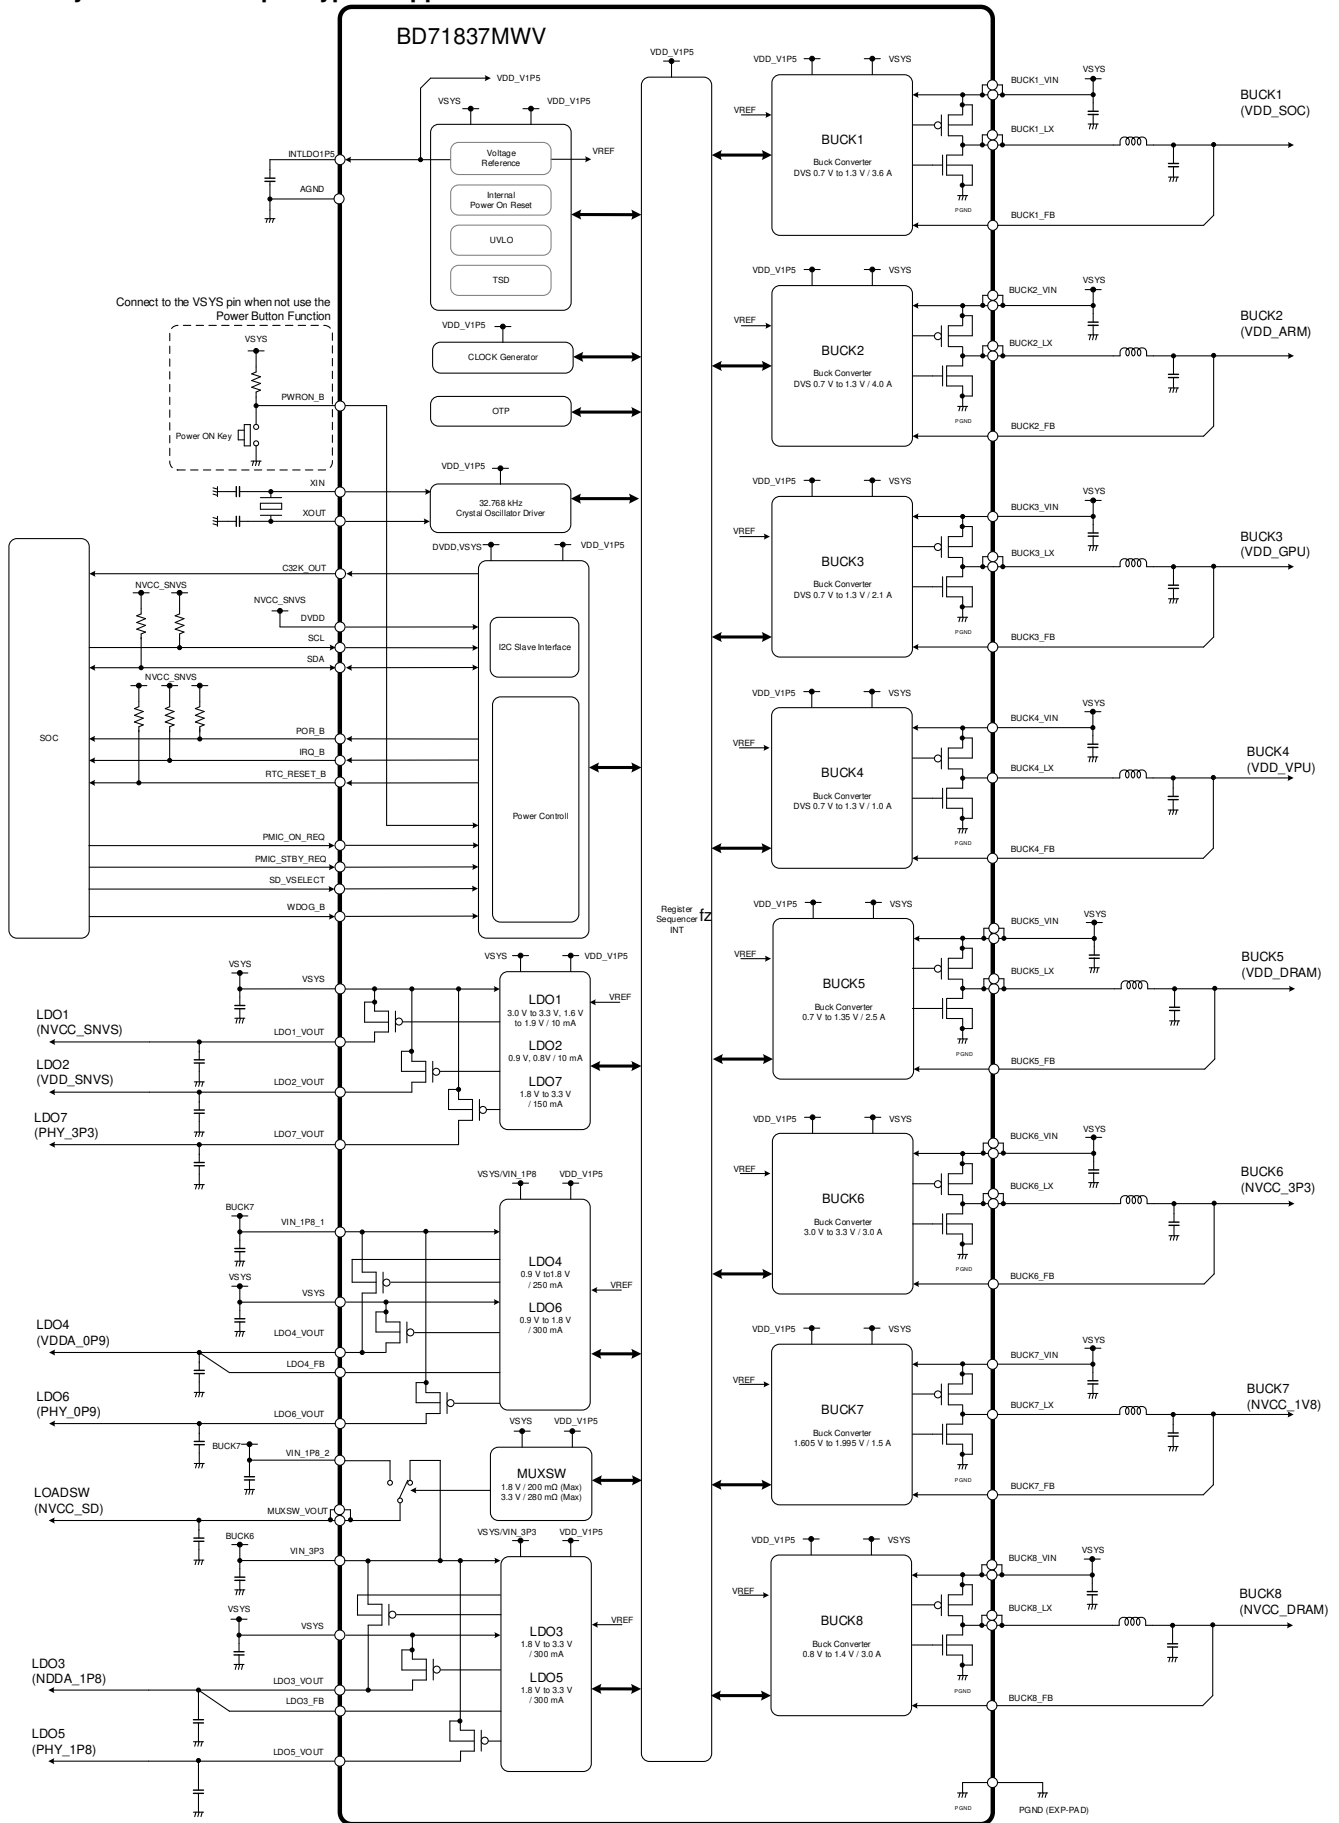 BD71837MWV
VDD_V1P5
VSYS
VDD_V1P5
Voltage
Reference
VREF
INTLDO1P5
AGND
Internal
Power On Reset
UVLO
TSD
Connect to the VSYS pin when not use the
Power Button Function
VSYS
PWRON_B
Power ON Key
VDD_V1P5
CLOCK Generator
OTP
VDD_V1P5
XIN
XOUT
32.768 kHz
Crystal Oscillator Driver
DVDD,VSYS
VDD_V1P5
SOC
C32K_OUT
NVCC_SNVS
NVCC_SNVS
DVDD
SCL
SDA
I2C Slave Interface
NVCC_SNVS
POR_B
IRQ_B
RTC_RESET_B
Power Controll
PMIC_ON_REQ
PMIC_STBY_REQ
SD_VSELECT
WDOG_B
VSYS
VSYS
VSYS
VDD_V1P5
VREF
LDO1
3.0 V to 3.3 V, 1.6 V
to 1.9 V / 10 mA
LDO2
0.9 V, 0.8V / 10 mA
LDO7
1.8 V to 3.3 V
/ 150 mA
LDO1
(NVCC_SNVS)
LDO1_VOUT
LDO2
(VDD_SNVS)
LDO2_VOUT
LDO7
(PHY_3P3)
LDO7_VOUT
VSYS/VIN_1P8
VDD_V1P5
BUCK7
VIN_1P8_1
VSYS
VSYS
LDO4
0.9 V to1.8 V
/ 250 mA
LDO6
0.9 V to 1.8 V
/ 300 mA
VREF
LDO4
(VDDA_0P9)
LDO4_VOUT
LDO4_FB
LDO6
(PHY_0P9)
LDO6_VOUT
VSYS
VDD_V1P5
BUCK7
VIN_1P8_2
MUXSW
1.8 V / 200 mΩ (Max)
3.3 V / 280 mΩ (Max)
LOADSW
(NVCC_SD)
MUXSW_VOUT
BUCK6
VIN_3P3
VSYS/VIN_3P3
VDD_V1P5
VSYS
VSYS
VREF
LDO3
1.8 V to 3.3 V
/ 300 mA
LDO5
1.8 V to 3.3 V
/ 300 mA
LDO3
(NDDA_1P8)
LDO3_VOUT
LDO3_FB
LDO5
(PHY_1P8)
LDO5_VOUT
VDD_V1P5
Register
Sequencer
INT
fz
VDD_V1P5
VSYS
VREF
BUCK1
Buck Converter
DVS 0.7 V to 1.3 V / 3.6 A
PGND
BUCK1_VIN
VSYS
BUCK1_LX
BUCK1_FB
BUCK1
(VDD_SOC)
VDD_V1P5
VSYS
VREF
BUCK2
Buck Converter
DVS 0.7 V to 1.3 V / 4.0 A
PGND
BUCK2_VIN
VSYS
BUCK2_LX
BUCK2_FB
BUCK2
(VDD_ARM)
VDD_V1P5
VSYS
VREF
BUCK3
Buck Converter
DVS 0.7 V to 1.3 V / 2.1 A
PGND
BUCK3_VIN
VSYS
BUCK3_LX
BUCK3_FB
BUCK3
(VDD_GPU)
VDD_V1P5
VSYS
VREF
BUCK4
Buck Converter
DVS 0.7 V to 1.3 V / 1.0 A
PGND
BUCK4_VIN
VSYS
BUCK4_LX
BUCK4_FB
BUCK4
(VDD_VPU)
VDD_V1P5
VSYS
VREF
BUCK5
Buck Converter
0.7 V to 1.35 V / 2.5 A
PGND
BUCK5_VIN
VSYS
BUCK5_LX
BUCK5_FB
BUCK5
(VDD_DRAM)
VDD_V1P5
VSYS
VREF
BUCK6
Buck Converter
3.0 V to 3.3 V / 3.0 A
PGND
BUCK6_VIN
VSYS
BUCK6_LX
BUCK6_FB
BUCK6
(NVCC_3P3)
VDD_V1P5
VSYS
VREF
BUCK7
Buck Converter
1.605 V to 1.995 V / 1.5 A
PGND
BUCK7_VIN
VSYS
BUCK7_LX
BUCK7_FB
BUCK7
(NVCC_1V8)
VDD_V1P5
VSYS
VREF
BUCK8
Buck Converter
0.8 V to 1.4 V / 3.0 A
PGND
BUCK8_VIN
VSYS
BUCK8_LX
BUCK8_FB
BUCK8
(NVCC_DRAM)
PGND
PGND (EXP-PAD)